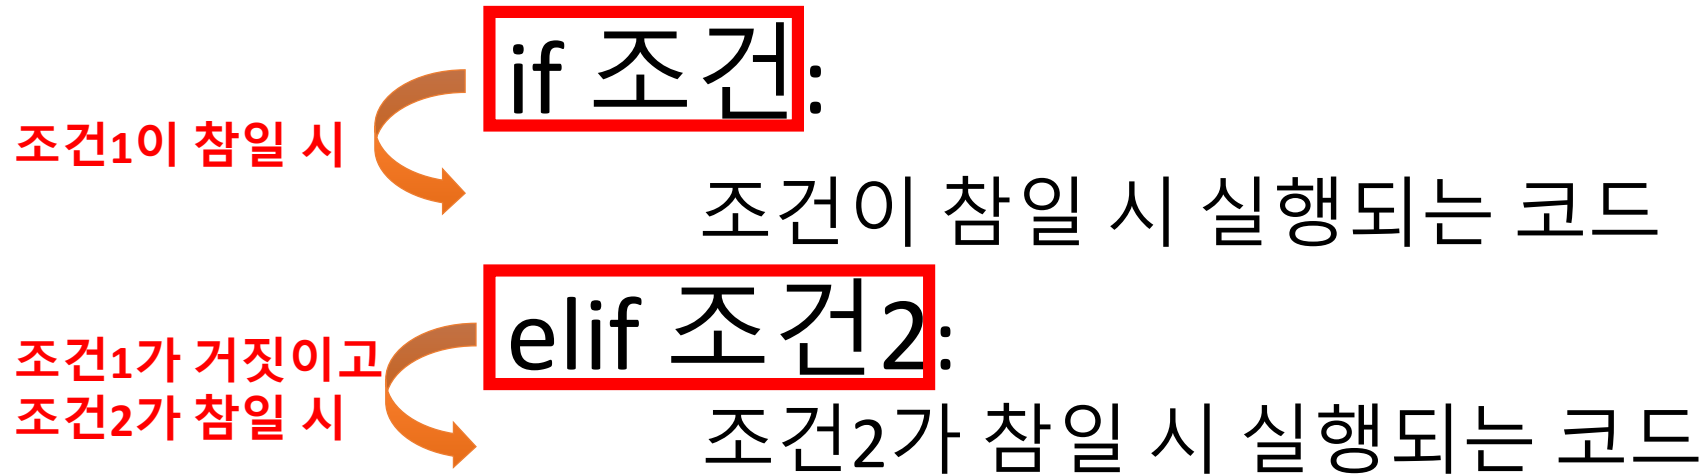 if 조건:
조건1이 참일 시
조건이 참일 시 실행되는 코드
elif 조건2:
조건1가 거짓이고
조건2가 참일 시
조건2가 참일 시 실행되는 코드